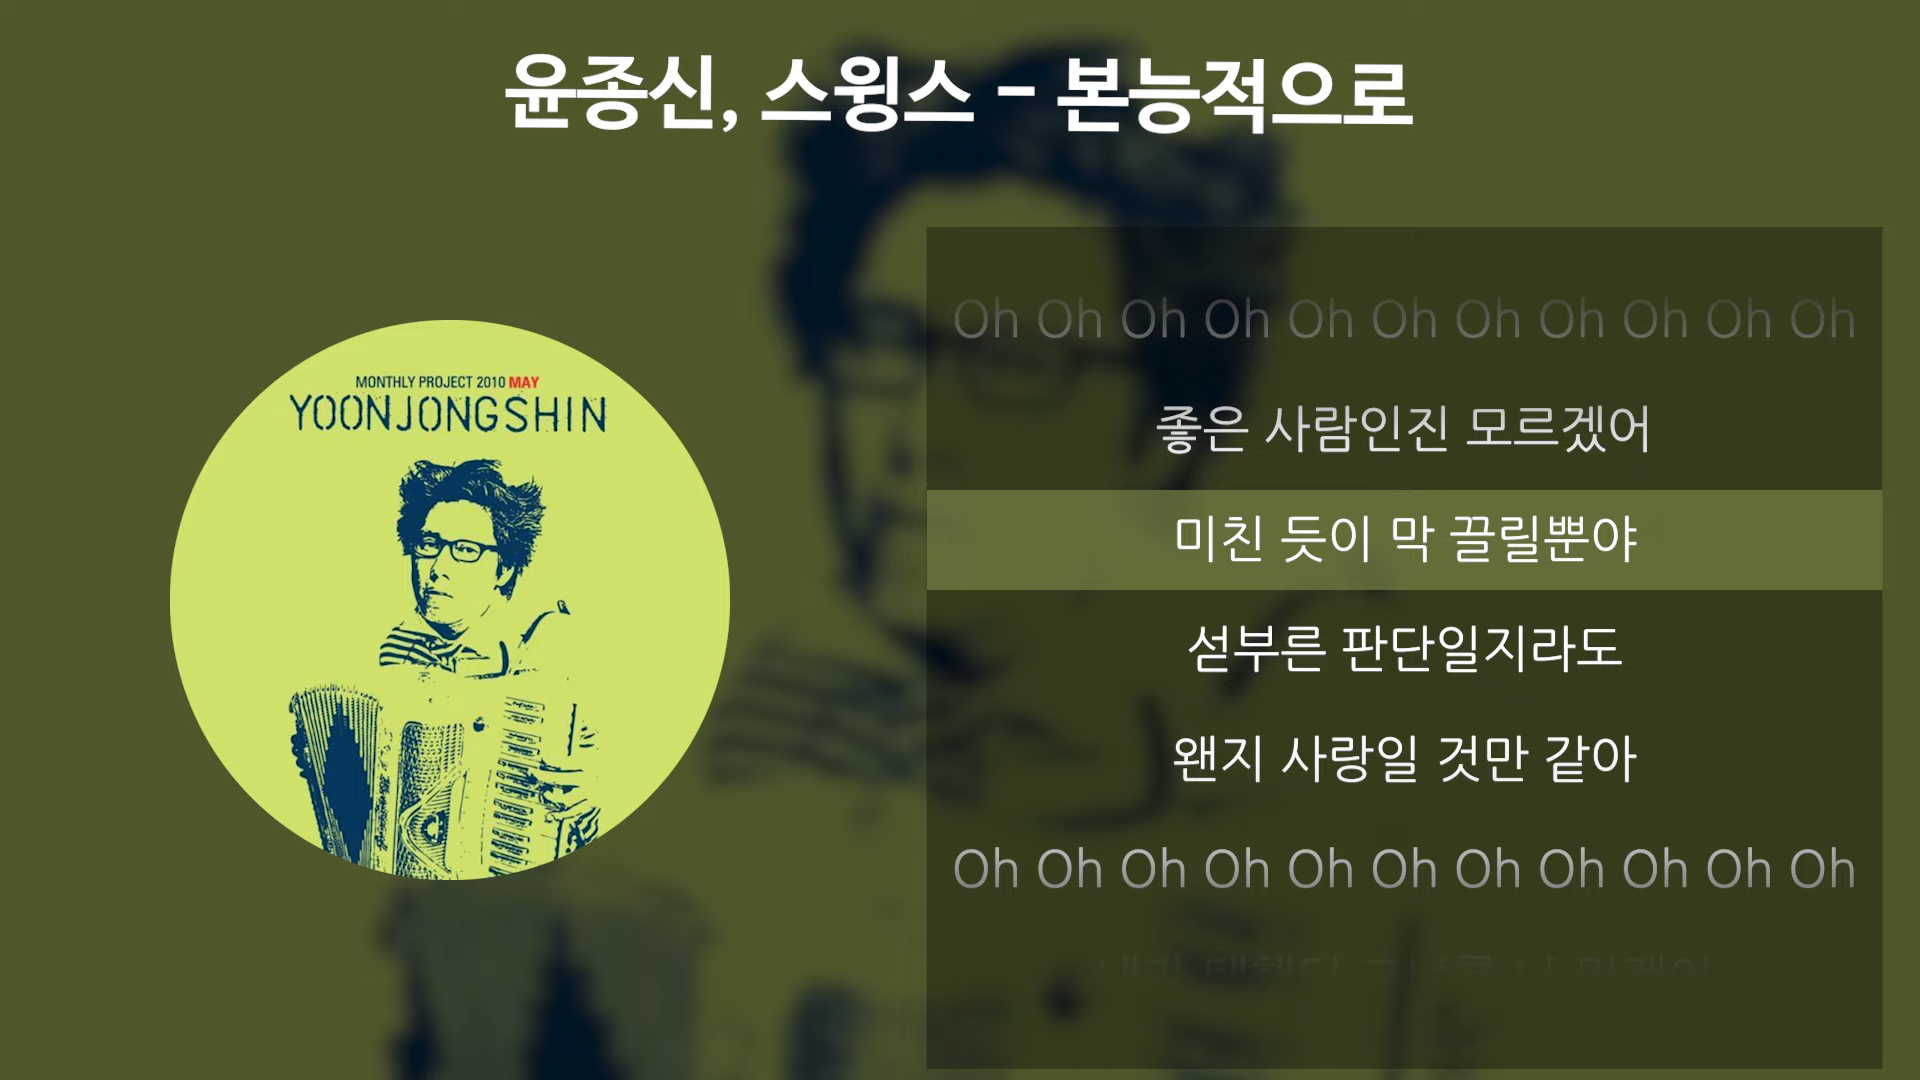 윤종신, 스윙스 - 본능적으로
MONTHLY PROJECT 2010 MAY
YOONJONGSHIN
Oh Oh Oh Oh Oh Oh Oh Oh Oh Oh Oh
좋은 사람인진 모르겠어
미친 듯이 막 끌릴뿐야
섣부른 판단일지라도
왠지 사랑일 것만 같아
Oh Oh Oh Oh Oh Oh Oh Oh Oh Oh Oh